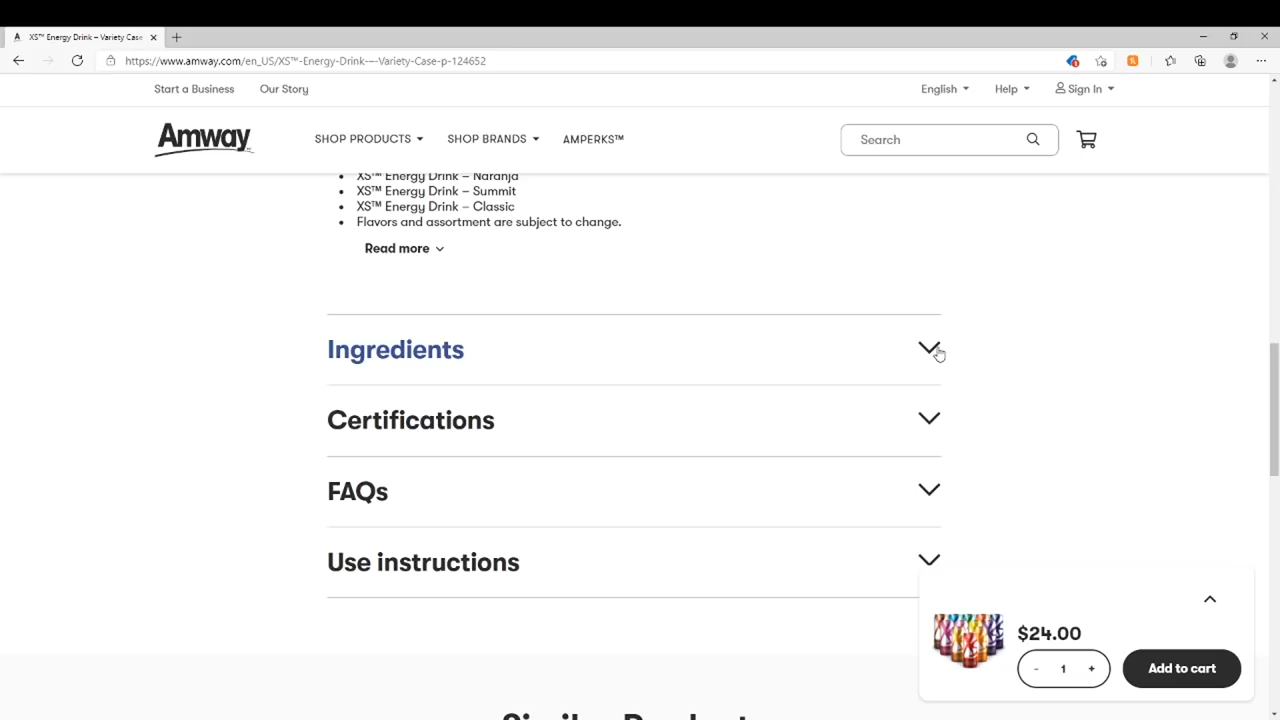 XS™ Energy Drink – Variety Case
https://www.amway.com/en_US/XS™-Energy-Drink-–-Variety-Case-p-124652
Start a Business Our Story English Help Sign In
Amway SHOP PRODUCTS SHOP BRANDS AMPERKS™ Search
XS™ Energy Drink – Naranja
XS™ Energy Drink – Summit
XS™ Energy Drink – Classic
Flavors and assortment are subject to change.
Read more
Ingredients
Certifications
FAQs
Use instructions
$24.00
- 1 + Add to cart